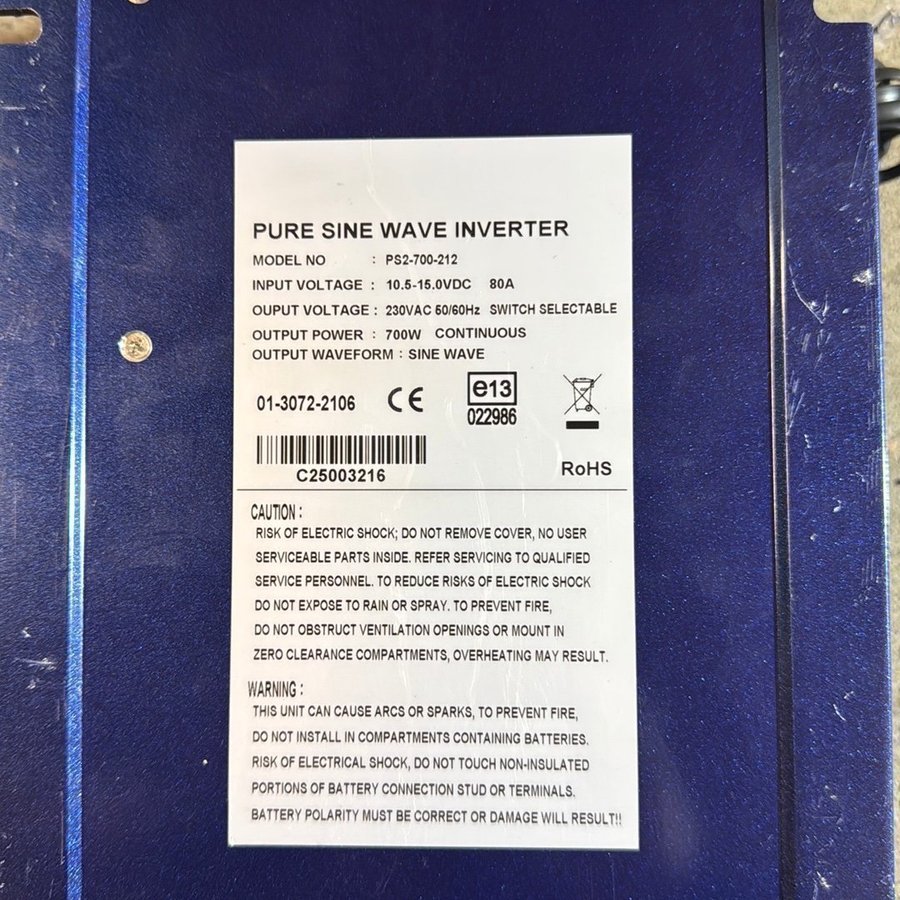 PURE SINE WAVE INVERTER
MODEL NO : PS2-700-212
INPUT VOLTAGE : 10.5-15.0VDC 80A
OUPUT VOLTAGE : 230VAC 50/60Hz SWITCH SELECTABLE
OUTPUT POWER : 700W CONTINUOUS
OUTPUT WAVEFORM : SINE WAVE
01-3072-2106 CE e13
022986
C25003216
RoHS
CAUTION :
RISK OF ELECTRIC SHOCK; DO NOT REMOVE COVER, NO USER
SERVICEABLE PARTS INSIDE. REFER SERVICING TO QUALIFIED
SERVICE PERSONNEL. TO REDUCE RISKS OF ELECTRIC SHOCK
DO NOT EXPOSE TO RAIN OR SPRAY. TO PREVENT FIRE,
DO NOT OBSTRUCT VENTILATION OPENINGS OR MOUNT IN
ZERO CLEARANCE COMPARTMENTS, OVERHEATING MAY RESULT.
WARNING :
THIS UNIT CAN CAUSE ARCS OR SPARKS, TO PREVENT FIRE,
DO NOT INSTALL IN COMPARTMENTS CONTAINING BATTERIES.
RISK OF ELECTRICAL SHOCK, DO NOT TOUCH NON-INSULATED
PORTIONS OF BATTERY CONNECTION STUD OR TERMINALS.
BATTERY POLARITY MUST BE CORRECT OR DAMAGE WILL RESULT!!